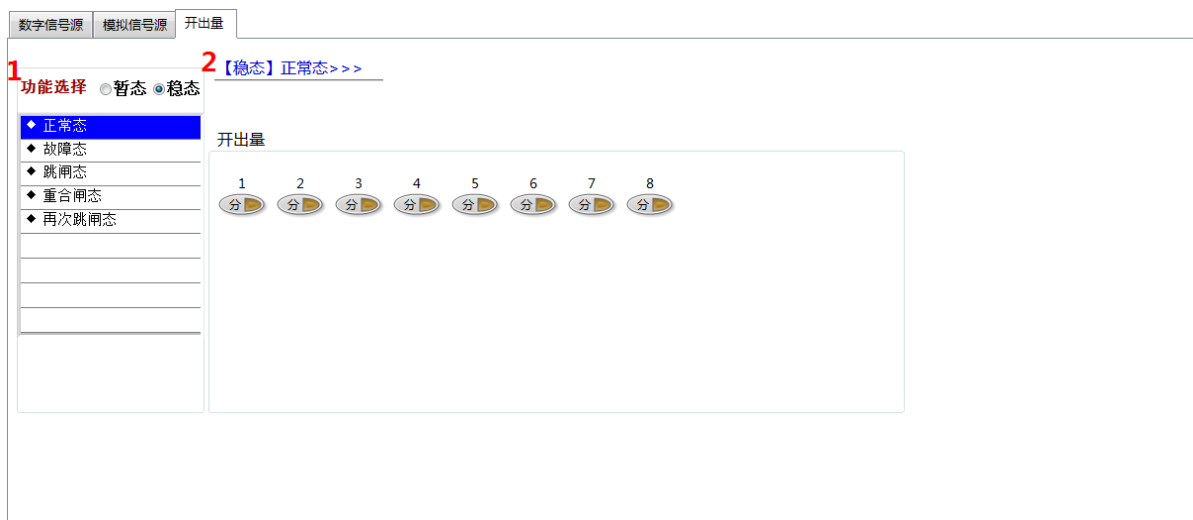 数字信号源 模拟信号源 开出量
1 功能选择 暂态 稳态
正常态
故障态
跳闸态
重合闸态
再次跳闸态
2 【稳态】正常态>>>
开出量
1 2 3 4 5 6 7 8
分 分 分 分 分 分 分 分